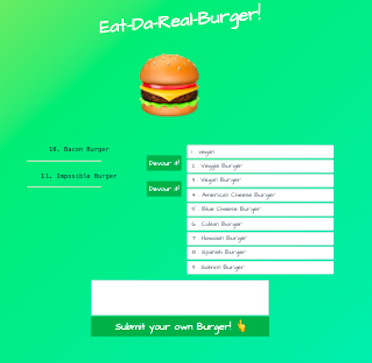 Eat-Da-Real-Burger!
10. Bacon Burger
Devour it!
11. Imposible Burger
Devour it!
1. vegan
2. Veggie Burger
3. Vegan Burger
4. American Cheese Burger
5. Blue Cheese Burger
6. Cuban Burger
7. Hawaiian Burger
8. Spanish Burger
9. Salmon Burger
Submit your own Burger! 👆